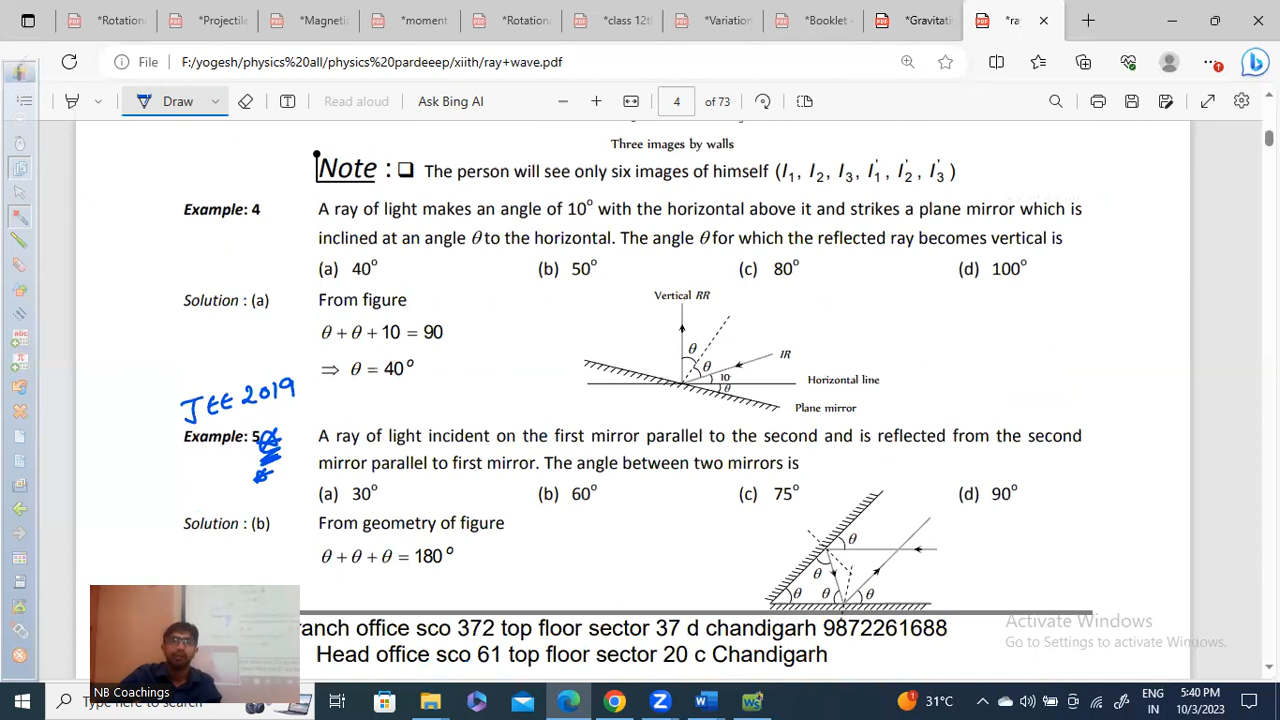 *Rotation
*Projectile
*Magnetic
*moment
*Rotation
*class 12th
*Variation
*Booklet
*Gravitati
*ra
File F:/yogesh/physics%20all/physics%20pardeeep/xiith/ray+wave.pdf
Draw Read aloud Ask Bing AI 4 of 73
Three images by walls
Note : ❑ The person will see only six images of himself (I1, I2, I3, I1', I2', I3')
Example: 4 A ray of light makes an angle of 10° with the horizontal above it and strikes a plane mirror which is
inclined at an angle θ to the horizontal. The angle θ for which the reflected ray becomes vertical is
(a) 40° (b) 50° (c) 80° (d) 100°
Solution : (a) From figure
Vertical RR
θ + θ + 10 = 90
θ
θ
IR
⇒ θ = 40°
10
θ
Horizontal line
Plane mirror
JEE 2019
Example: 5 A ray of light incident on the first mirror parallel to the second and is reflected from the second
mirror parallel to first mirror. The angle between two mirrors is
(a) 30° (b) 60° (c) 75° (d) 90°
Solution : (b) From geometry of figure
θ + θ + θ = 180°
θ
θ
θ θ θ
ranch office sco 372 top floor sector 37 d chandigarh 9872261688
Head office sco 61 top floor sector 20 c Chandigarh
Activate Windows
Go to Settings to activate Windows.
NB Coachings
Type here to search
1
31°C
ENG
IN
5:40 PM
10/3/2023